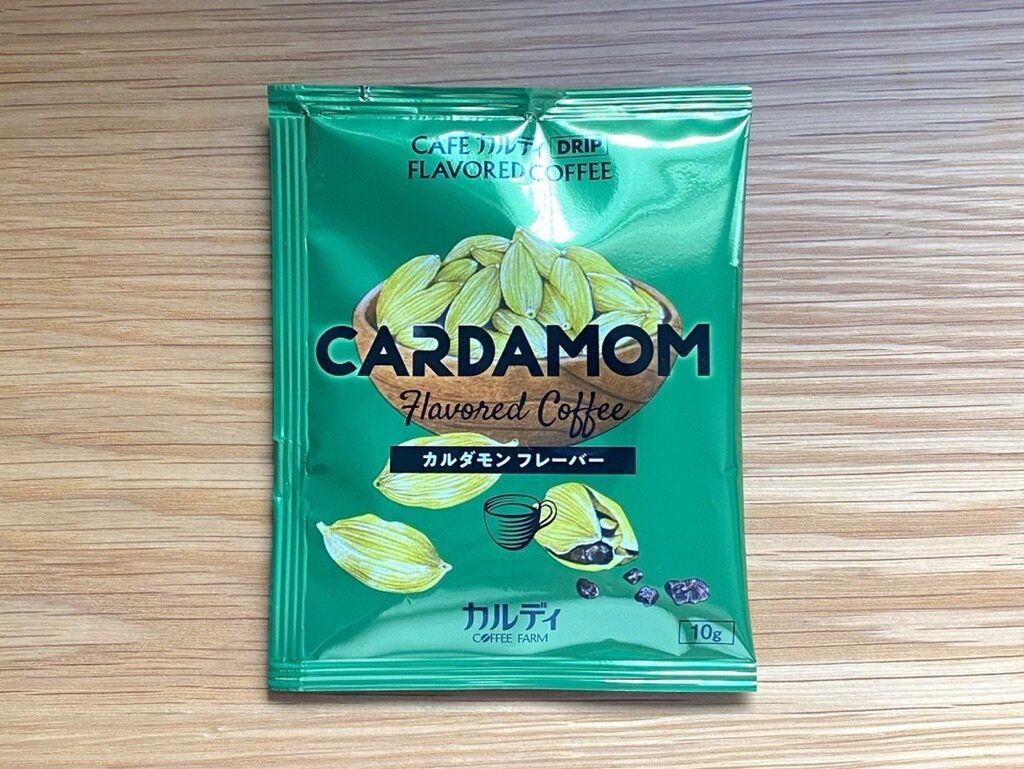 CAFE カルディ DRIP
FLAVORED COFFEE
CARDAMOM
Flavored Coffee
カルダモン フレーバー
カルディ
COFFEE FARM
10g